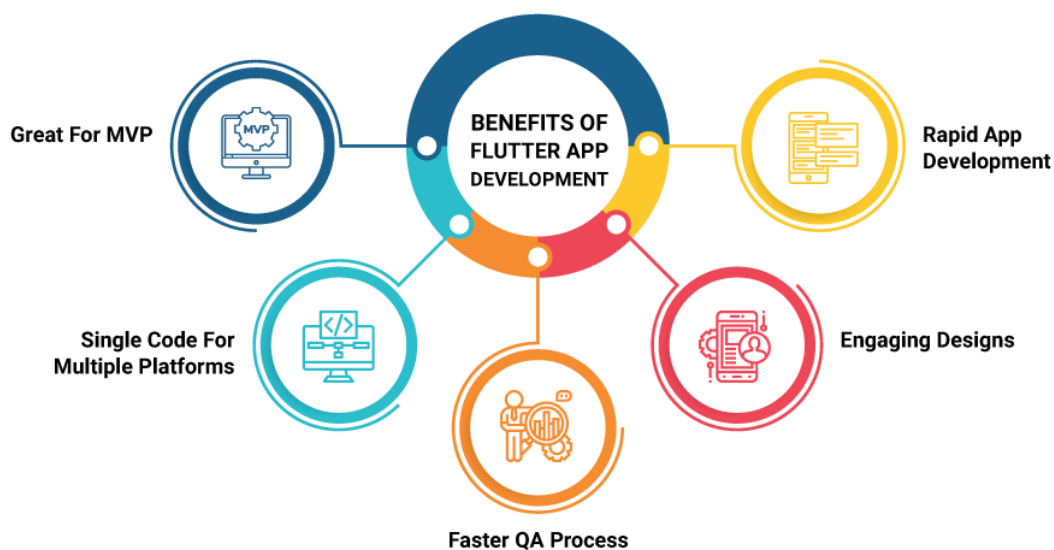 BENEFITS OF
FLUTTER APP
DEVELOPMENT
Great For MVP
MVP
Single Code For
Multiple Platforms
</>
Faster QA Process
Engaging Designs
Rapid App
Development